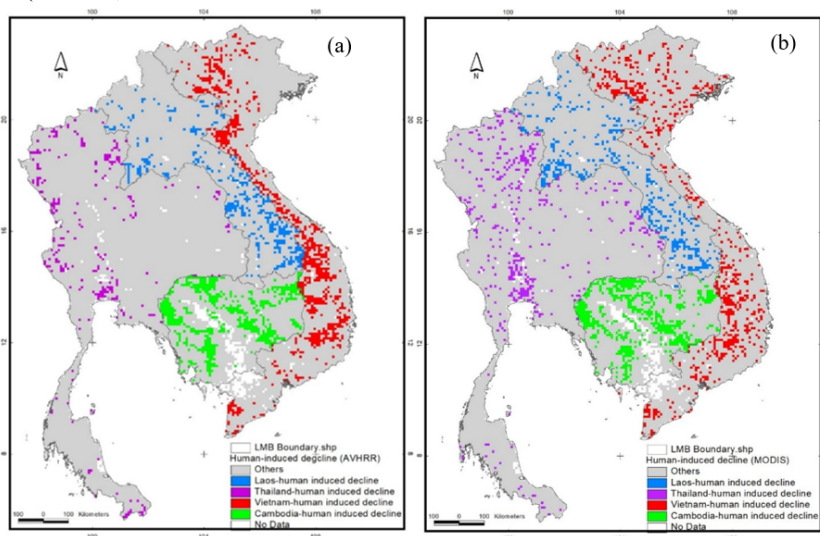 (a)
N
20
16
12
8
LMB Boundary.shp
Human-induced degcline (AVHRR)
Others
Laos-human induced decline
Thailand-human induced decline
Vietnam-human induced decline
Cambodia-human induced decline
No Data
100 0 100 Kilometers
100 104 108
100 104 108
(b)
N
20
16
12
8
LMB Boundary.shp
Human-induced decline (MODIS)
Others
Laos-human induced decline
Thailand-human induced decline
Vietnam-human induced decline
Cambodia-human induced decline
No Data
100 0 100 Kilometers
100 104 108